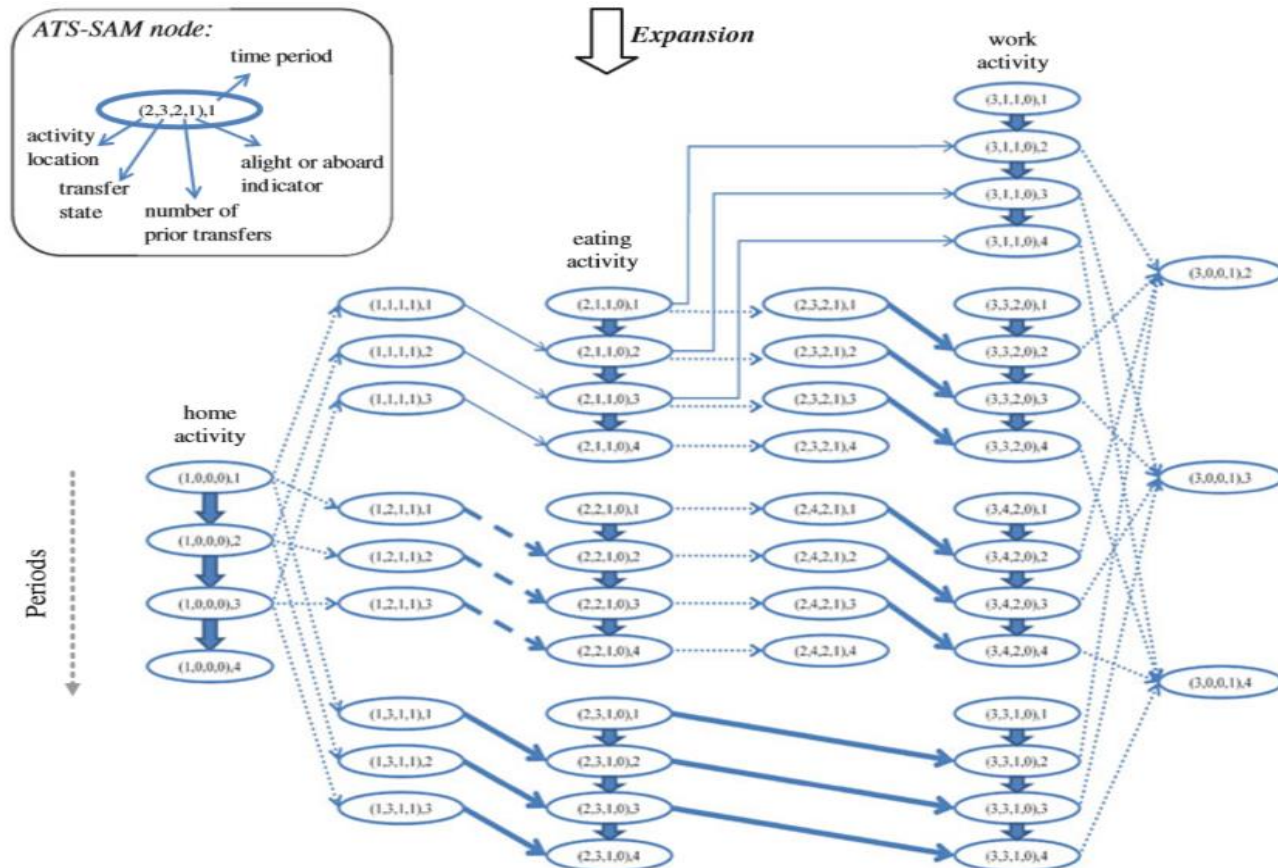 ATS-SAM node:
time period
(2,3,2,1),1
activity
location
transfer
state
number of
prior transfers
alight or aboard
indicator
Expansion
work
activity
(3,1,1,0),1
(3,1,1,0),2
(3,1,1,0),3
(3,1,1,0),4
eating
activity
(3,0,0,1),2
(1,1,1,1),1
(2,1,1,0),1
(2,3,2,1),1
(3,3,2,0),1
(1,1,1,1),2
(2,1,1,0),2
(2,3,2,1),2
(3,3,2,0),2
(1,1,1,1),3
(2,1,1,0),3
(2,3,2,1),3
(3,3,2,0),3
home
activity
(2,1,1,0),4
(2,3,2,1),4
(3,3,2,0),4
(1,0,0,0),1
(3,0,0,1),3
(1,2,1,1),1
(2,2,1,0),1
(2,4,2,1),1
(3,4,2,0),1
(1,0,0,0),2
(1,2,1,1),2
(2,2,1,0),2
(2,4,2,1),2
(3,4,2,0),2
Periods
(1,0,0,0),3
(1,2,1,1),3
(2,2,1,0),3
(2,4,2,1),3
(3,4,2,0),3
(1,0,0,0),4
(2,2,1,0),4
(2,4,2,1),4
(3,4,2,0),4
(3,0,0,1),4
(1,3,1,1),1
(2,3,1,0),1
(3,3,1,0),1
(1,3,1,1),2
(2,3,1,0),2
(3,3,1,0),2
(1,3,1,1),3
(2,3,1,0),3
(3,3,1,0),3
(2,3,1,0),4
(3,3,1,0),4